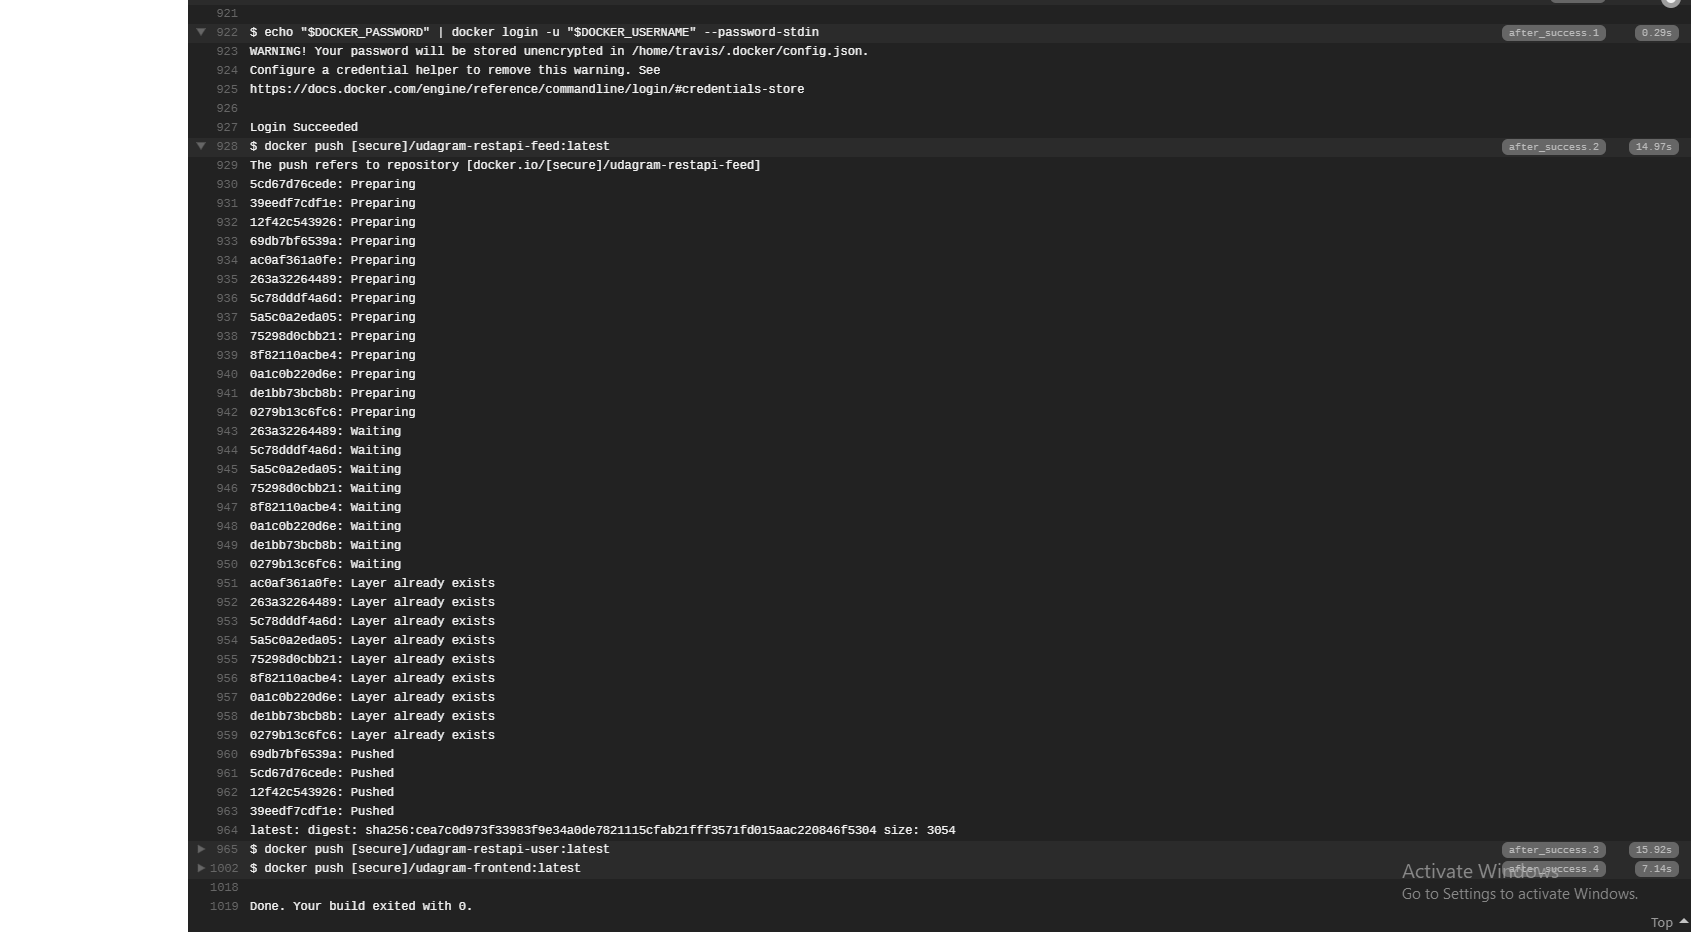 921
922 $ echo "$DOCKER_PASSWORD" | docker login -u "$DOCKER_USERNAME" --password-stdin after_success.1 0.29s
923 WARNING! Your password will be stored unencrypted in /home/travis/.docker/config.json.
924 Configure a credential helper to remove this warning. See
925 https://docs.docker.com/engine/reference/commandline/login/#credentials-store
926
927 Login Succeeded
928 $ docker push [secure]/udagram-restapi-feed:latest after_success.2 14.97s
929 The push refers to repository [docker.io/[secure]/udagram-restapi-feed]
930 5cd67d76cede: Preparing
931 39eedf7cdf1e: Preparing
932 12f42c543926: Preparing
933 69db7bf6539a: Preparing
934 ac0af361a0fe: Preparing
935 263a32264489: Preparing
936 5c78dddf4a6d: Preparing
937 5a5c0a2eda05: Preparing
938 75298d0cbb21: Preparing
939 8f82110acbe4: Preparing
940 0a1c0b220d6e: Preparing
941 de1bb73bcb8b: Preparing
942 0279b13c6fc6: Preparing
943 263a32264489: Waiting
944 5c78dddf4a6d: Waiting
945 5a5c0a2eda05: Waiting
946 75298d0cbb21: Waiting
947 8f82110acbe4: Waiting
948 0a1c0b220d6e: Waiting
949 de1bb73bcb8b: Waiting
950 0279b13c6fc6: Waiting
951 ac0af361a0fe: Layer already exists
952 263a32264489: Layer already exists
953 5c78dddf4a6d: Layer already exists
954 5a5c0a2eda05: Layer already exists
955 75298d0cbb21: Layer already exists
956 8f82110acbe4: Layer already exists
957 0a1c0b220d6e: Layer already exists
958 de1bb73bcb8b: Layer already exists
959 0279b13c6fc6: Layer already exists
960 69db7bf6539a: Pushed
961 5cd67d76cede: Pushed
962 12f42c543926: Pushed
963 39eedf7cdf1e: Pushed
964 latest: digest: sha256:cea7c0d973f33983f9e34a0de7821115cfab21fff3571fd015aac220846f5304 size: 3054
965 $ docker push [secure]/udagram-restapi-user:latest after_success.3 15.92s
1002 $ docker push [secure]/udagram-frontend:latest after_success.4 7.14s
Activate Windows
1018
Go to Settings to activate Windows.
1019 Done. Your build exited with 0.
Top